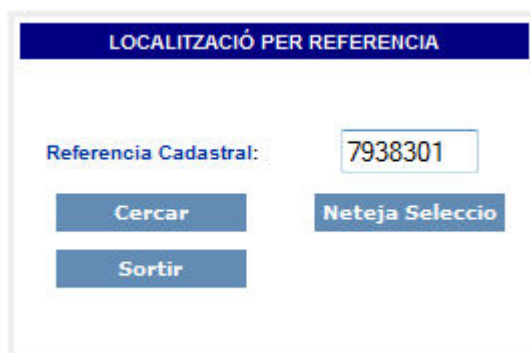 LOCALITZACIÓ PER REFERENCIA
Referencia Cadastral: 7938301
Cercar Neteja Seleccio
Sortir